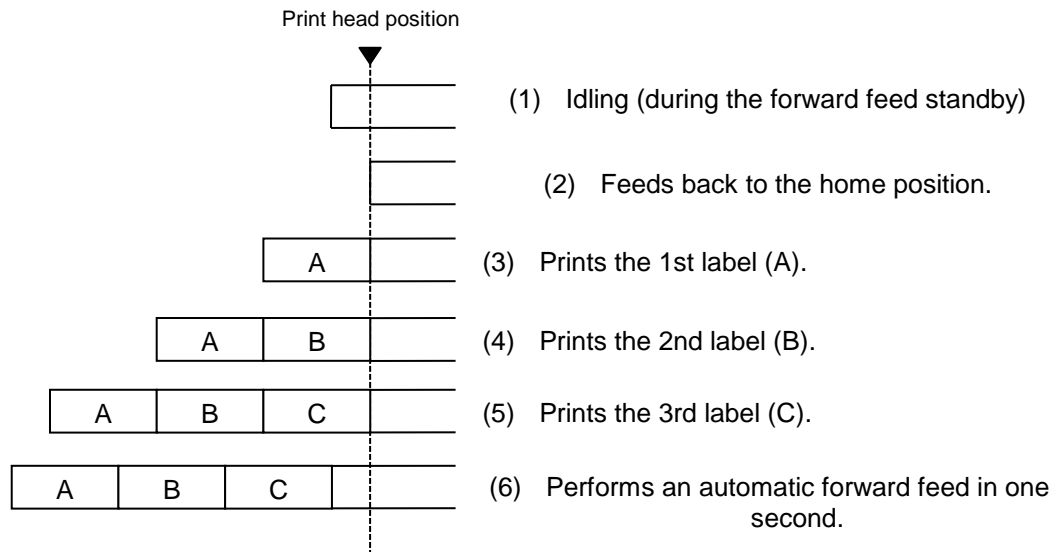 Print head position
(1) Idling (during the forward feed standby)
(2) Feeds back to the home position.
A
(3) Prints the 1st label (A).
A B
(4) Prints the 2nd label (B).
A B C
(5) Prints the 3rd label (C).
A B C
(6) Performs an automatic forward feed in one
second.